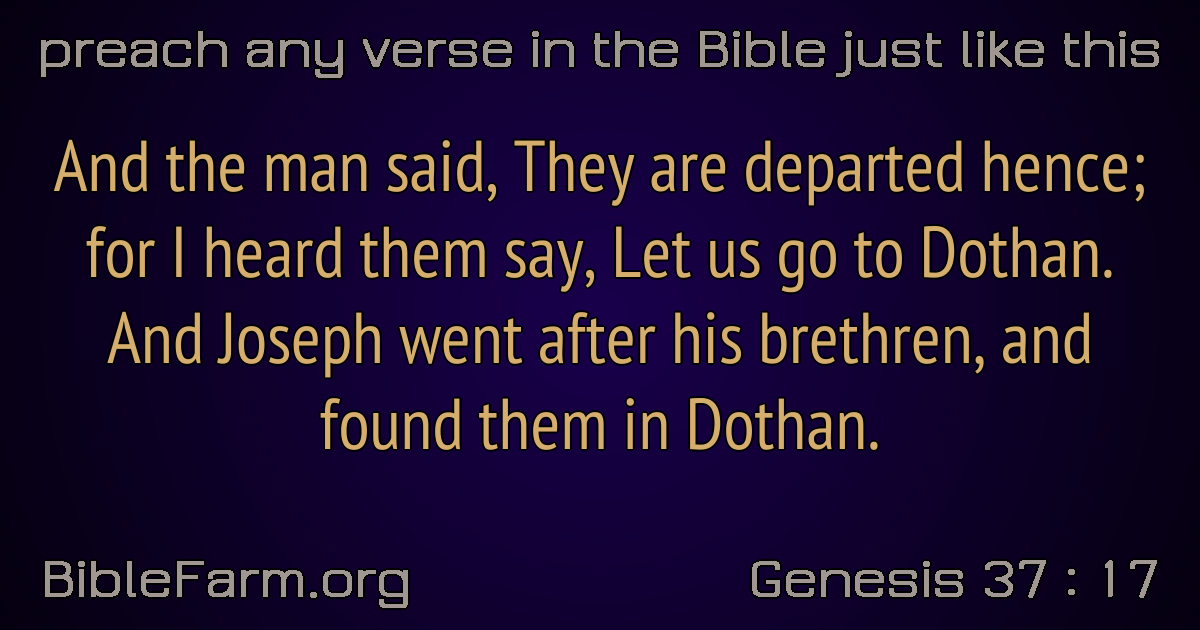 preach any verse in the Bible just like this
And the man said, They are departed hence;
for I heard them say, Let us go to Dothan.
And Joseph went after his brethren, and
found them in Dothan.
BibleFarm.org
Genesis 37 : 17